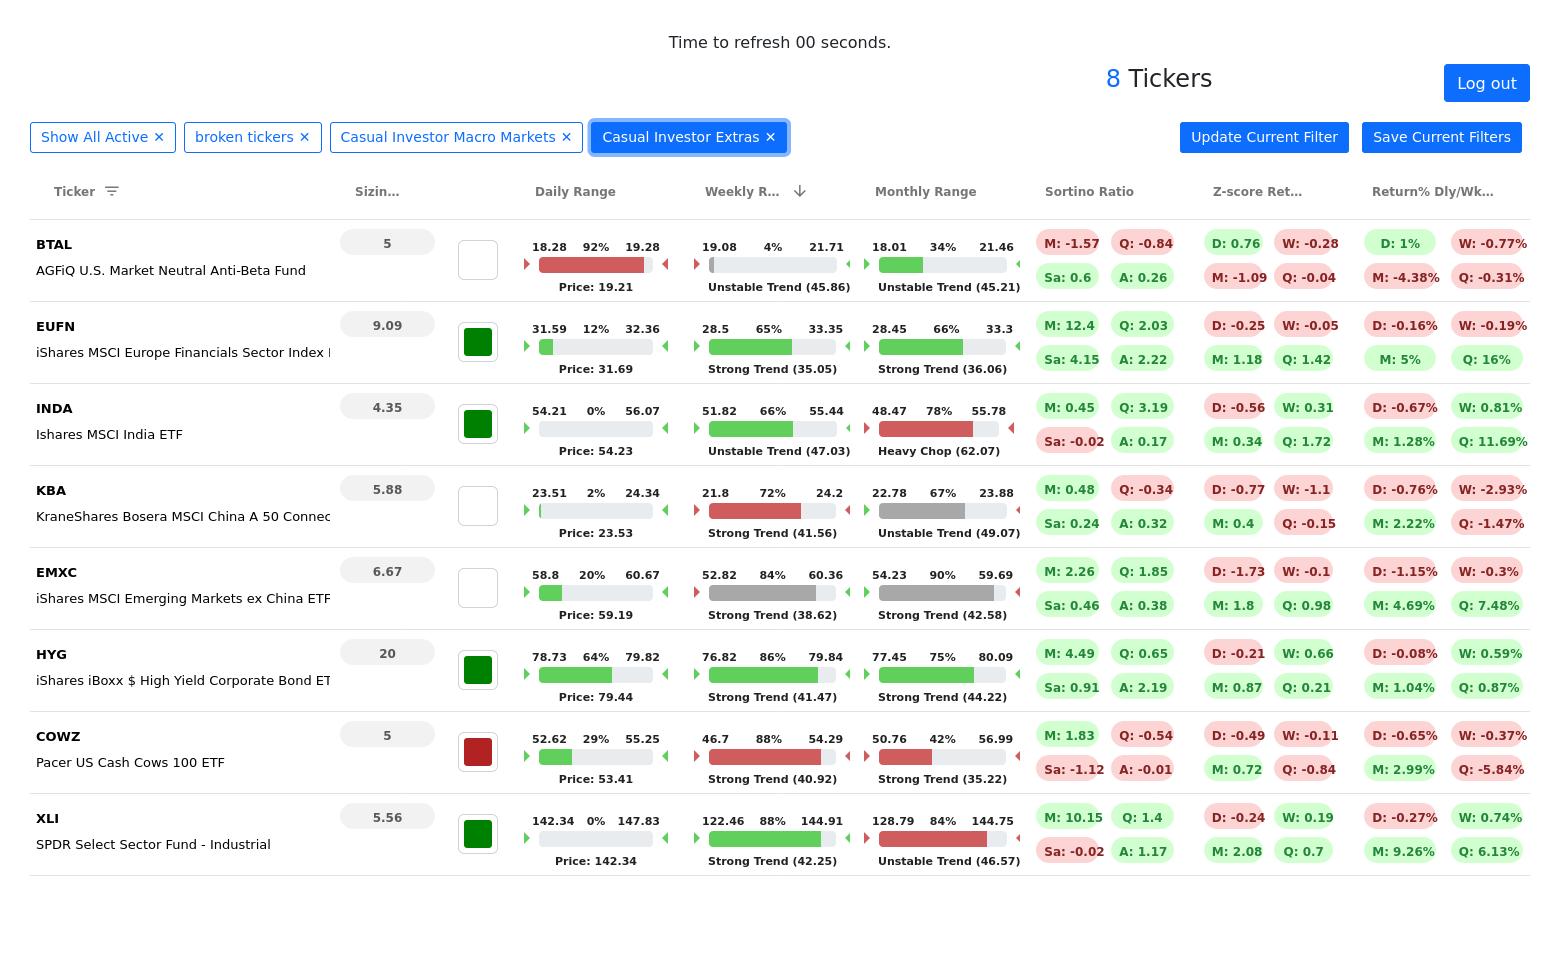 Time to refresh 00 seconds.
8 Tickers
Log out
Show All Active ✕ broken tickers ✕ Casual Investor Macro Markets ✕ Casual Investor Extras ✕ Update Current Filter Save Current Filters
Ticker Sizin... Daily Range Weekly R... Monthly Range Sortino Ratio Z-score Ret... Return% Dly/Wk...
BTAL 5 18.28 92% 19.28 19.08 4% 21.71 18.01 34% 21.46 M: -1.57 Q: -0.84 D: 0.76 W: -0.28 D: 1% W: -0.77%
AGFiQ U.S. Market Neutral Anti-Beta Fund Price: 19.21 Unstable Trend (45.86) Unstable Trend (45.21) Sa: 0.6 A: 0.26 M: -1.09 Q: -0.04 M: -4.38% Q: -0.31%
EUFN 9.09 31.59 12% 32.36 28.5 65% 33.35 28.45 66% 33.3 M: 12.4 Q: 2.03 D: -0.25 W: -0.05 D: -0.16% W: -0.19%
iShares MSCI Europe Financials Sector Index Price: 31.69 Strong Trend (35.05) Strong Trend (36.06) Sa: 4.15 A: 2.22 M: 1.18 Q: 1.42 M: 5% Q: 16%
INDA 4.35 54.21 0% 56.07 51.82 66% 55.44 48.47 78% 55.78 M: 0.45 Q: 3.19 D: -0.56 W: 0.31 D: -0.67% W: 0.81%
Ishares MSCI India ETF Price: 54.23 Unstable Trend (47.03) Heavy Chop (62.07) Sa: -0.02 A: 0.17 M: 0.34 Q: 1.72 M: 1.28% Q: 11.69%
KBA 5.88 23.51 2% 24.34 21.8 72% 24.2 22.78 67% 23.88 M: 0.48 Q: -0.34 D: -0.77 W: -1.1 D: -0.76% W: -2.93%
KraneShares Bosera MSCI China A 50 Connec Price: 23.53 Strong Trend (41.56) Unstable Trend (49.07) Sa: 0.24 A: 0.32 M: 0.4 Q: -0.15 M: 2.22% Q: -1.47%
EMXC 6.67 58.8 20% 60.67 52.82 84% 60.36 54.23 90% 59.69 M: 2.26 Q: 1.85 D: -1.73 W: -0.1 D: -1.15% W: -0.3%
iShares MSCI Emerging Markets ex China ETF Price: 59.19 Strong Trend (38.62) Strong Trend (42.58) Sa: 0.46 A: 0.38 M: 1.8 Q: 0.98 M: 4.69% Q: 7.48%
HYG 20 78.73 64% 79.82 76.82 86% 79.84 77.45 75% 80.09 M: 4.49 Q: 0.65 D: -0.21 W: 0.66 D: -0.08% W: 0.59%
iShares iBoxx $ High Yield Corporate Bond ET Price: 79.44 Strong Trend (41.47) Strong Trend (44.22) Sa: 0.91 A: 2.19 M: 0.87 Q: 0.21 M: 1.04% Q: 0.87%
COWZ 5 52.62 29% 55.25 46.7 88% 54.29 50.76 42% 56.99 M: 1.83 Q: -0.54 D: -0.49 W: -0.11 D: -0.65% W: -0.37%
Pacer US Cash Cows 100 ETF Price: 53.41 Strong Trend (40.92) Strong Trend (35.22) Sa: -1.12 A: -0.01 M: 0.72 Q: -0.84 M: 2.99% Q: -5.84%
XLI 5.56 142.34 0% 147.83 122.46 88% 144.91 128.79 84% 144.75 M: 10.15 Q: 1.4 D: -0.24 W: 0.19 D: -0.27% W: 0.74%
SPDR Select Sector Fund - Industrial Price: 142.34 Strong Trend (42.25) Unstable Trend (46.57) Sa: -0.02 A: 1.17 M: 2.08 Q: 0.7 M: 9.26% Q: 6.13%